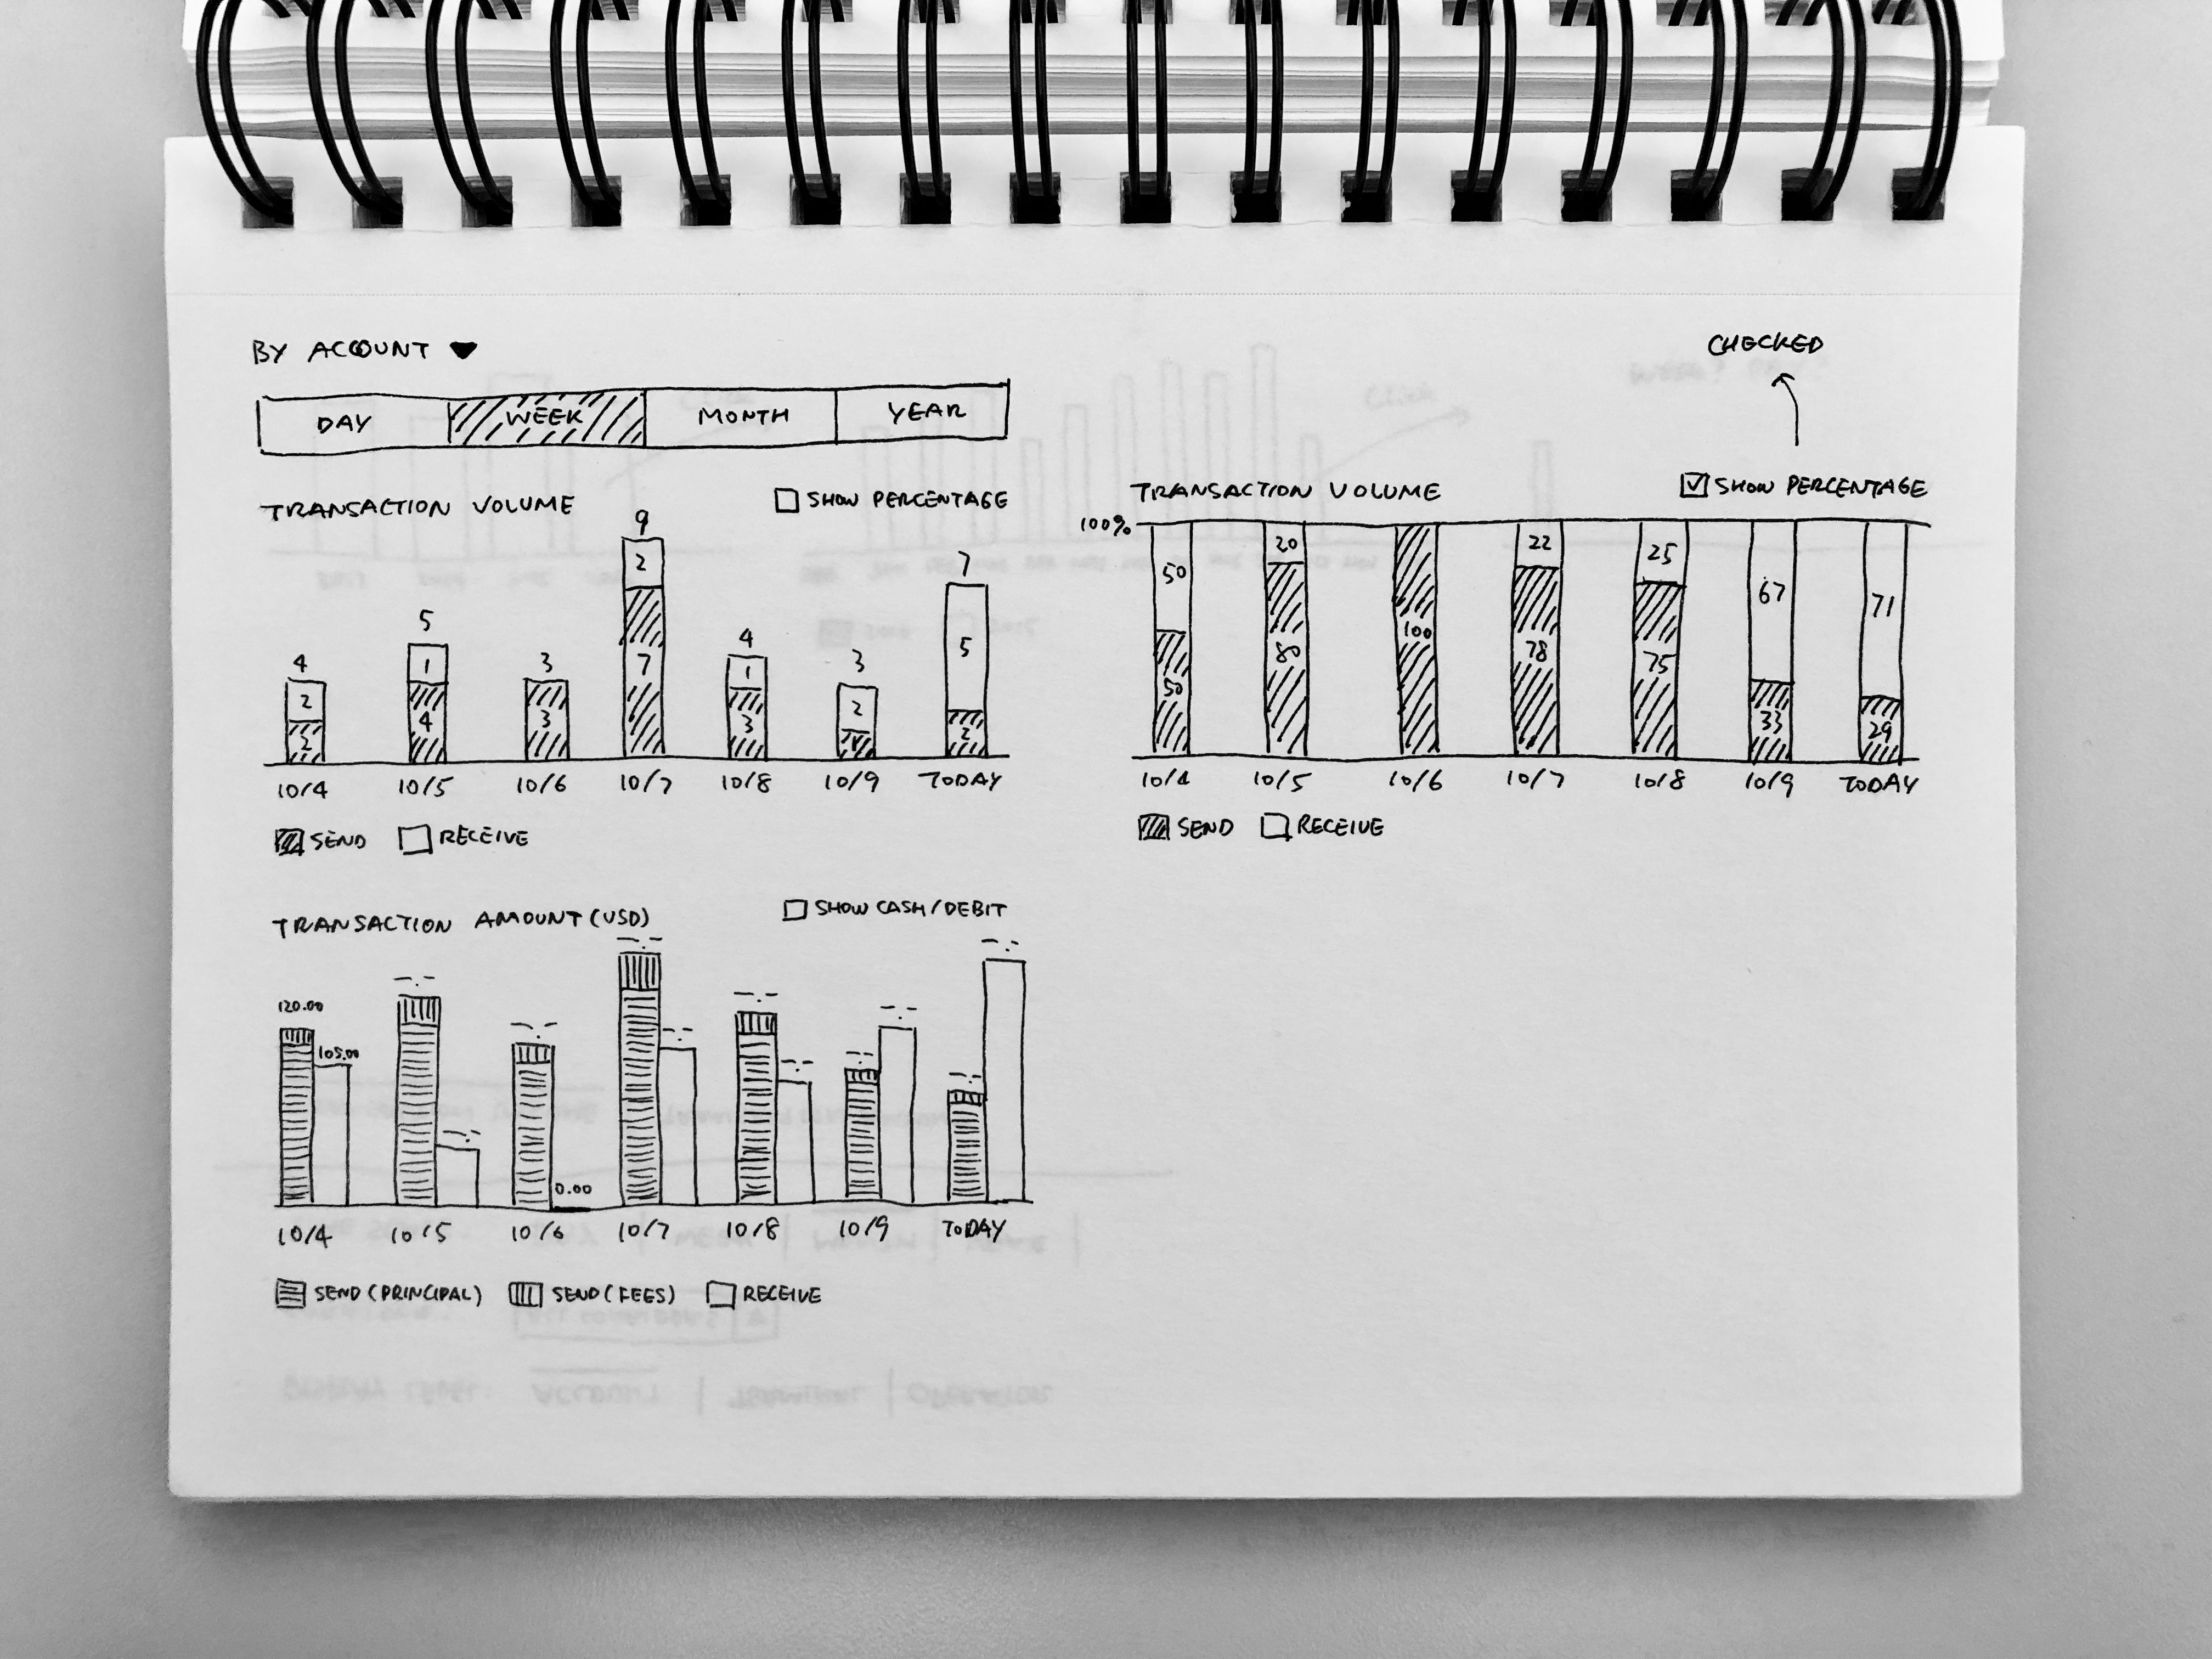 BY ACCOUNT
DAY WEEK MONTH YEAR
TRANSACTION VOLUME
SHOW PERCENTAGE
9
7
5
4 3 4 3
2
2 1 1 2 5
2 4 3 7 3 1 2
10/4 10/5 10/6 10/7 10/8 10/9 TODAY
SEND RECEIVE
CHECKED
TRANSACTION VOLUME
SHOW PERCENTAGE
100%
50 20 22 25 67 71
50 80 100 78 75 33 29
10/4 10/5 10/6 10/7 10/8 10/9 TODAY
SEND RECEIVE
TRANSACTION AMOUNT (USD)
SHOW CASH/DEBIT
120.00
105.00
0.00
10/4 10/5 10/6 10/7 10/8 10/9 TODAY
SEND (PRINCIPAL) SEND (FEES) RECEIVE